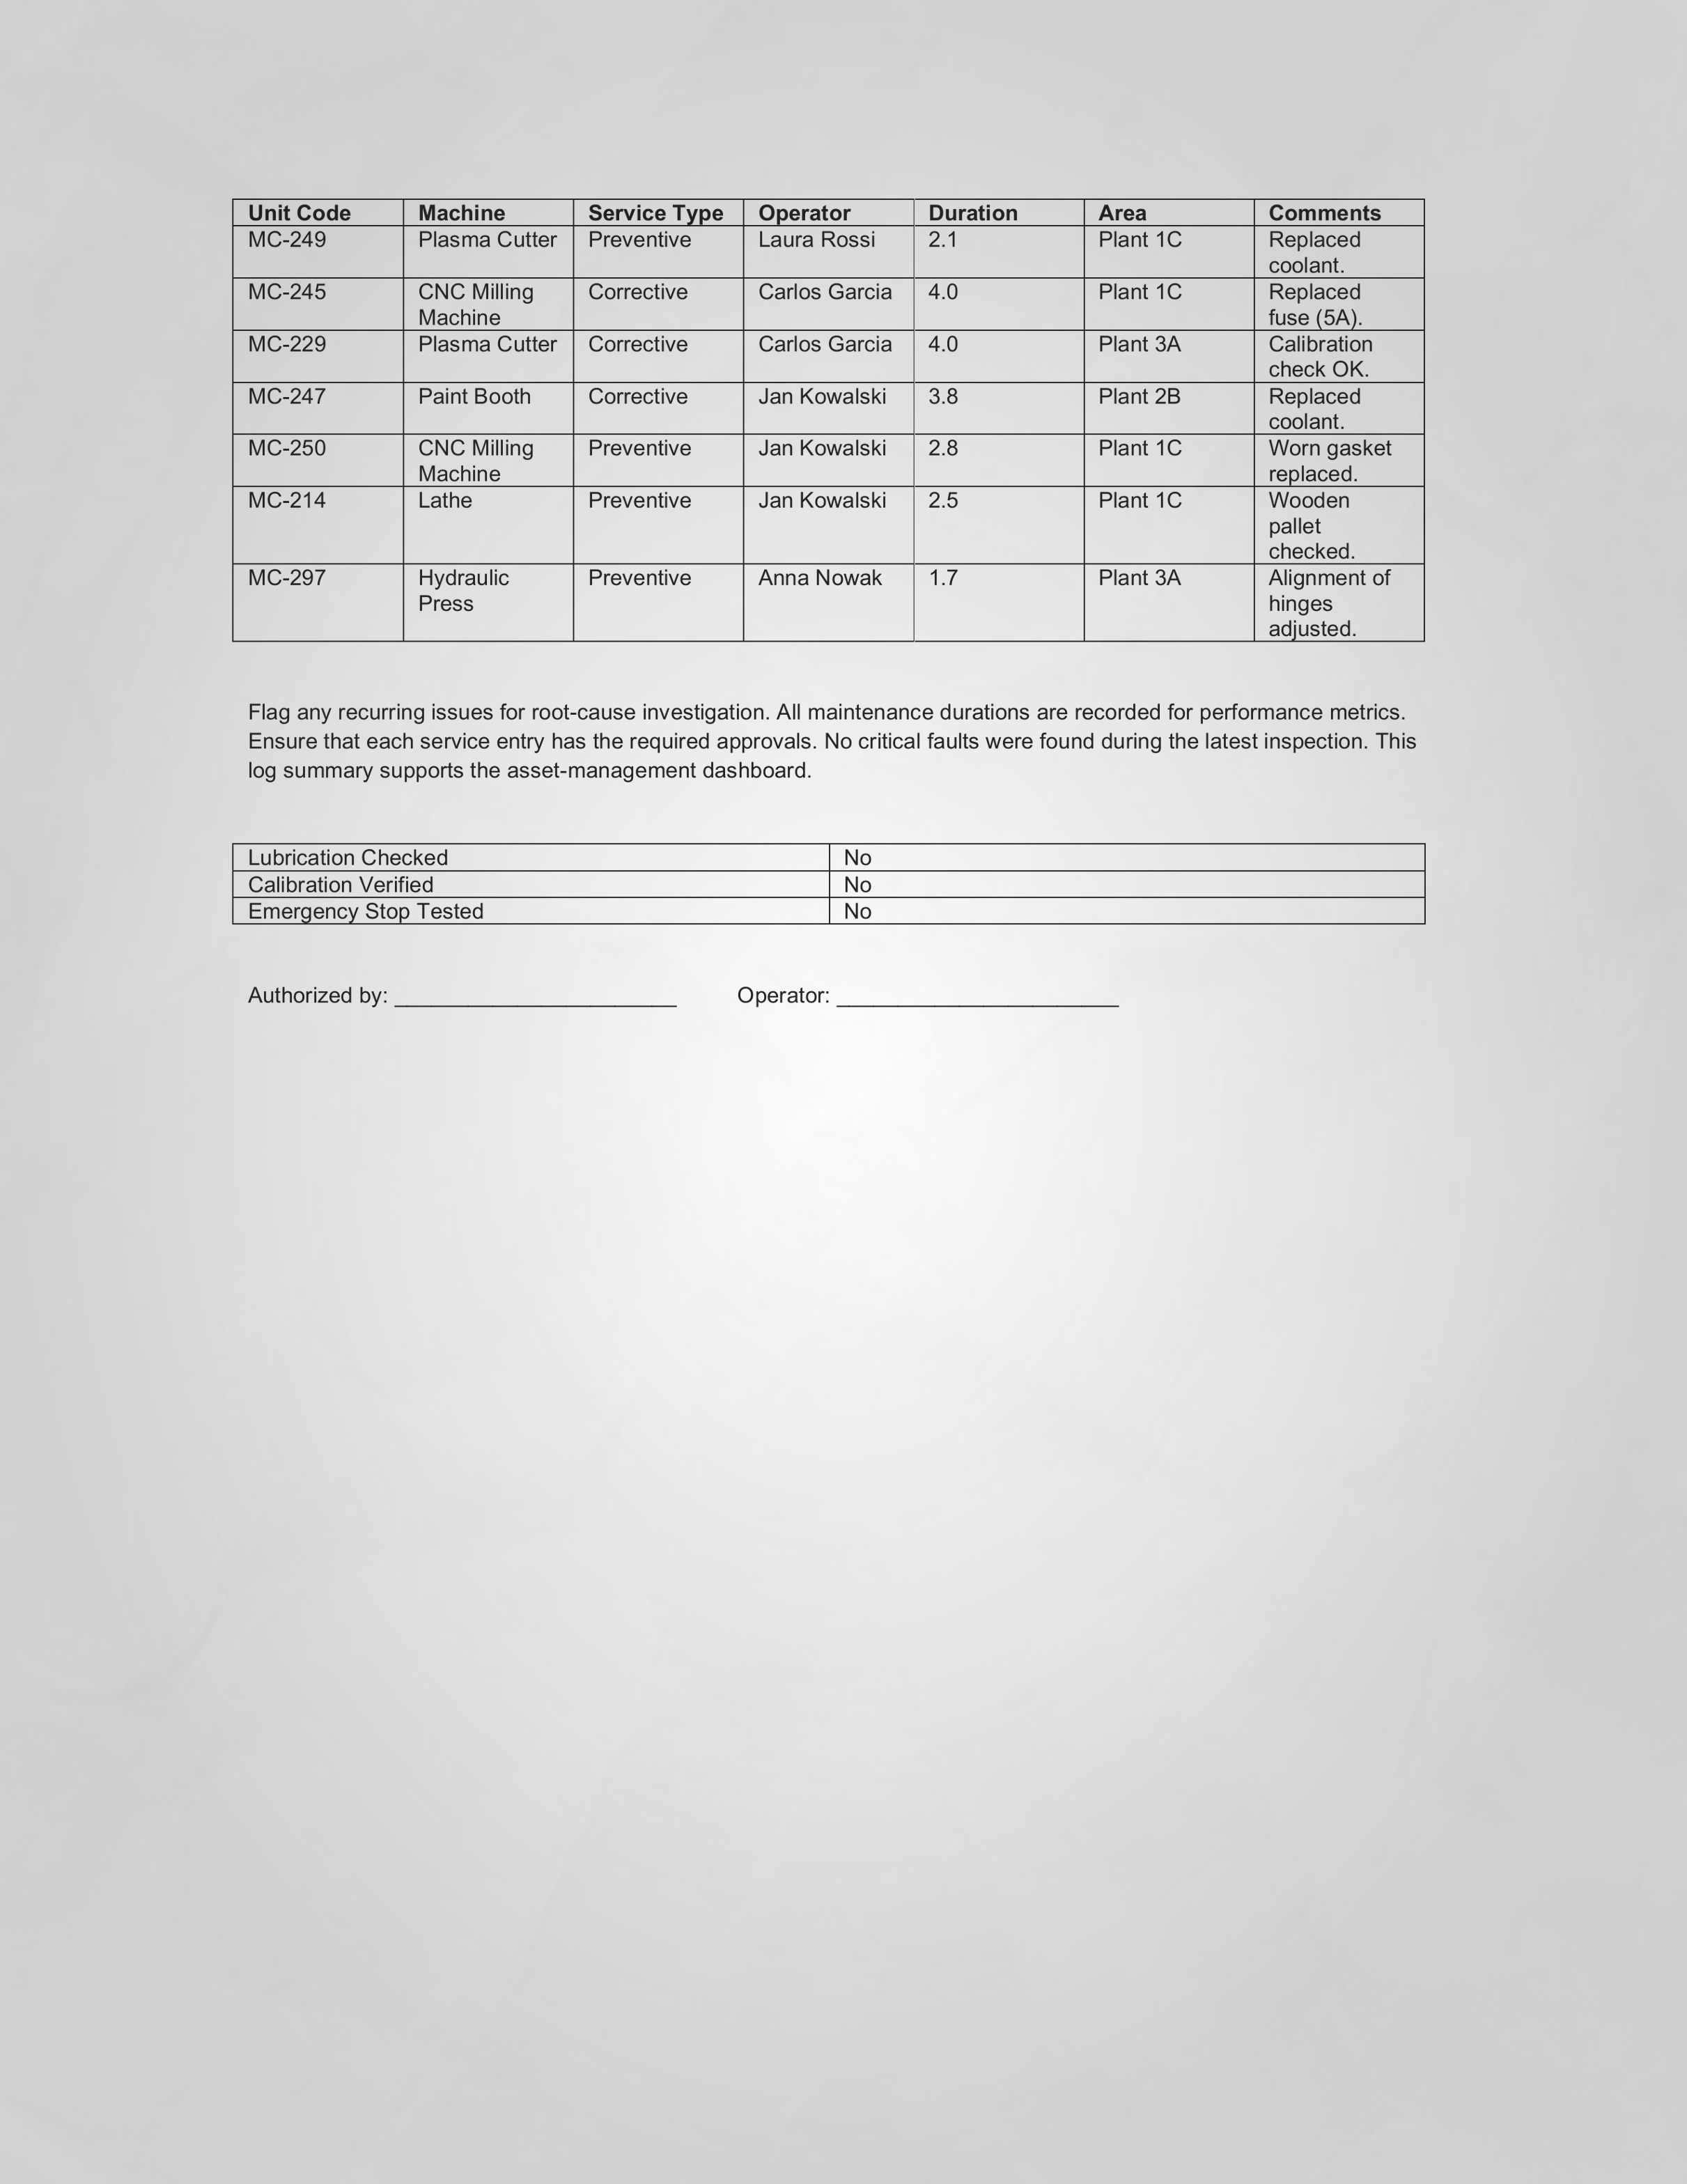 Unit Code Machine Service Type Operator Duration Area Comments
MC-249 Plasma Cutter Preventive Laura Rossi 2.1 Plant 1C Replaced
coolant.
MC-245 CNC Milling Corrective Carlos Garcia 4.0 Plant 1C Replaced
Machine fuse (5A).
MC-229 Plasma Cutter Corrective Carlos Garcia 4.0 Plant 3A Calibration
check OK.
MC-247 Paint Booth Corrective Jan Kowalski 3.8 Plant 2B Replaced
coolant.
MC-250 CNC Milling Preventive Jan Kowalski 2.8 Plant 1C Worn gasket
Machine replaced.
MC-214 Lathe Preventive Jan Kowalski 2.5 Plant 1C Wooden
pallet
checked.
MC-297 Hydraulic Preventive Anna Nowak 1.7 Plant 3A Alignment of
Press hinges
adjusted.
Flag any recurring issues for root-cause investigation. All maintenance durations are recorded for performance metrics.
Ensure that each service entry has the required approvals. No critical faults were found during the latest inspection. This
log summary supports the asset-management dashboard.
Lubrication Checked No
Calibration Verified No
Emergency Stop Tested No
Authorized by: _______________________ Operator: _______________________